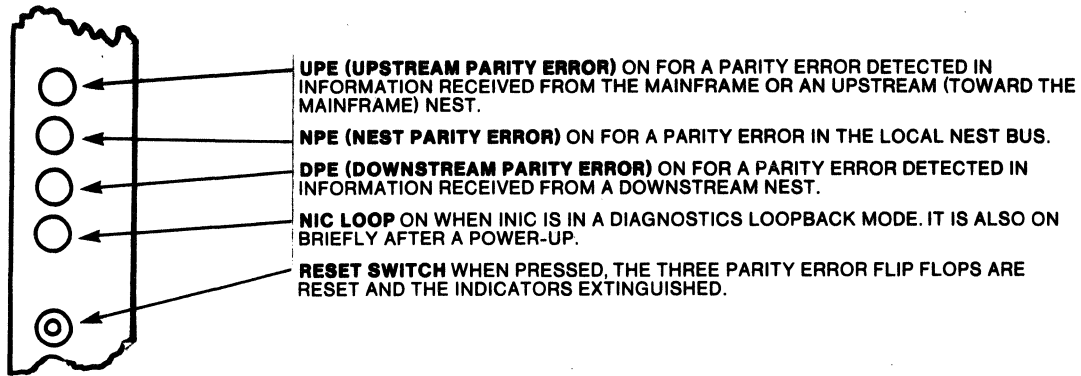 UPE (UPSTREAM PARITY ERROR) ON FOR A PARITY ERROR DETECTED IN
INFORMATION RECEIVED FROM THE MAINFRAME OR AN UPSTREAM (TOWARD THE
MAINFRAME) NEST.
NPE (NEST PARITY ERROR) ON FOR A PARITY ERROR IN THE LOCAL NEST BUS.
DPE (DOWNSTREAM PARITY ERROR) ON FOR A PARITY ERROR DETECTED IN
INFORMATION RECEIVED FROM A DOWNSTREAM NEST.
NIC LOOP ON WHEN INIC IS IN A DIAGNOSTICS LOOPBACK MODE. IT IS ALSO ON
BRIEFLY AFTER A POWER-UP.
RESET SWITCH WHEN PRESSED, THE THREE PARITY ERROR FLIP FLOPS ARE
RESET AND THE INDICATORS EXTINGUISHED.